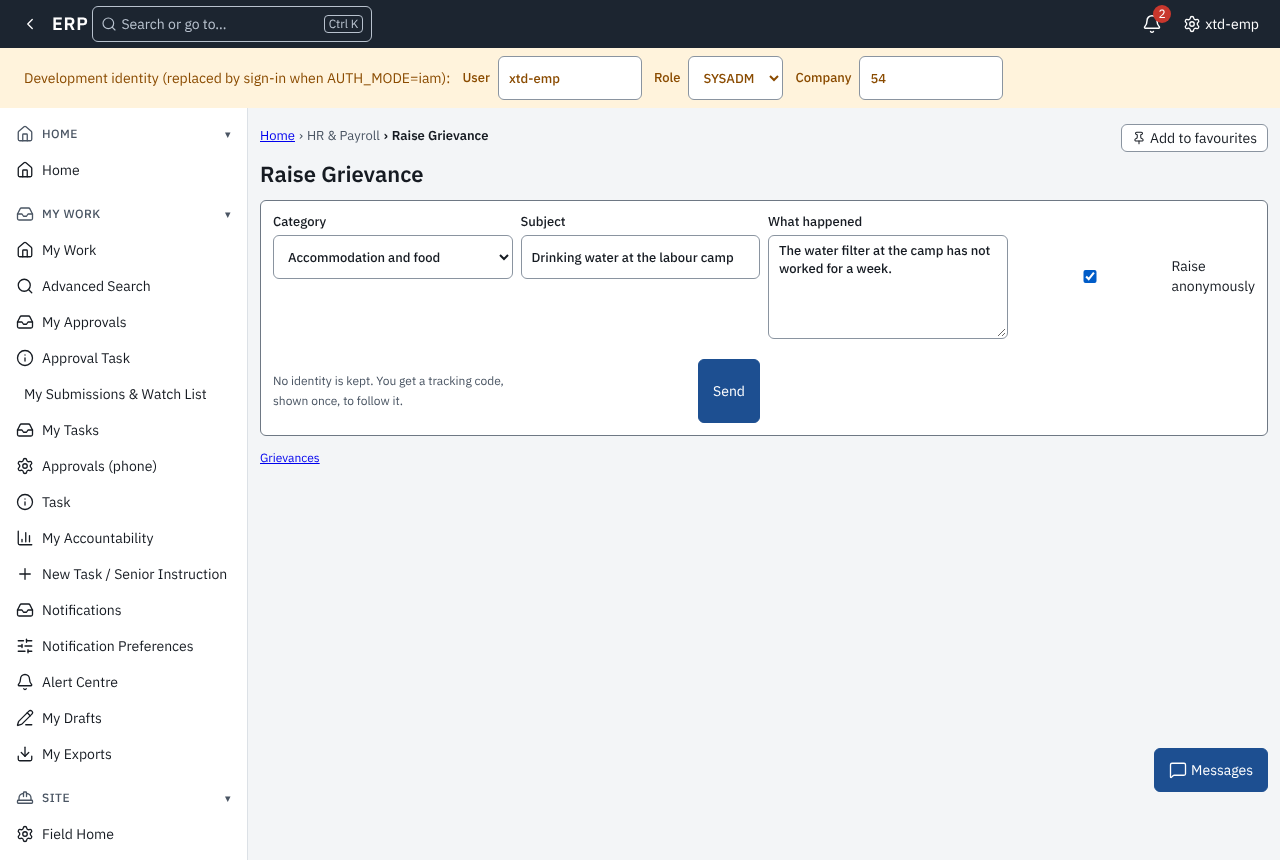 ERP
Search or go to...
Ctrl K
2
xtd-emp
Development identity (replaced by sign-in when AUTH_MODE=iam):
User
xtd-emp
Role
SYSADM
Company
54
HOME
Home
MY WORK
My Work
Advanced Search
My Approvals
Approval Task
My Submissions & Watch List
My Tasks
Approvals (phone)
Task
My Accountability
New Task / Senior Instruction
Notifications
Notification Preferences
Alert Centre
My Drafts
My Exports
SITE
Field Home
Home › HR & Payroll › Raise Grievance
Add to favourites
Raise Grievance
Category
Accommodation and food
Subject
Drinking water at the labour camp
What happened
The water filter at the camp has not
worked for a week.
Raise
anonymously
No identity is kept. You get a tracking code,
shown once, to follow it.
Send
Grievances
Messages